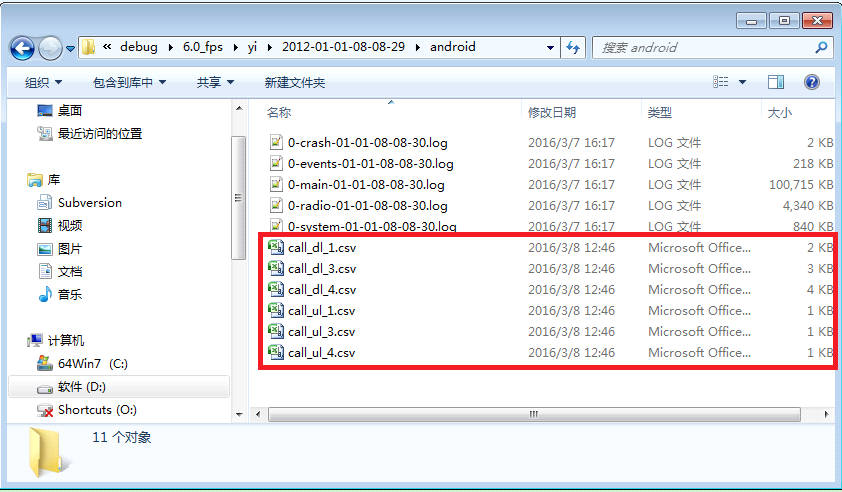 « debug ▸ 6.0_fps ▸ yi ▸ 2012-01-01-08-08-29 ▸ android
搜索 android
组织 包含到库中 共享 新建文件夹
名称 修改日期 类型 大小
桌面
最近访问的位置
库
Subversion
视频
图片
文档
音乐
计算机
64Win7 (C:)
软件 (D:)
Shortcuts (O:)
0-crash-01-01-08-08-30.log 2016/3/7 16:17 LOG 文件 2 KB
0-events-01-01-08-08-30.log 2016/3/7 16:17 LOG 文件 218 KB
0-main-01-01-08-08-30.log 2016/3/7 16:17 LOG 文件 100,715 KB
0-radio-01-01-08-08-30.log 2016/3/7 16:17 LOG 文件 4,340 KB
0-system-01-01-08-08-30.log 2016/3/7 16:17 LOG 文件 840 KB
call_dl_1.csv 2016/3/8 12:46 Microsoft Office... 2 KB
call_dl_3.csv 2016/3/8 12:46 Microsoft Office... 3 KB
call_dl_4.csv 2016/3/8 12:46 Microsoft Office... 4 KB
call_ul_1.csv 2016/3/8 12:46 Microsoft Office... 1 KB
call_ul_3.csv 2016/3/8 12:46 Microsoft Office... 1 KB
call_ul_4.csv 2016/3/8 12:46 Microsoft Office... 1 KB
11 个对象